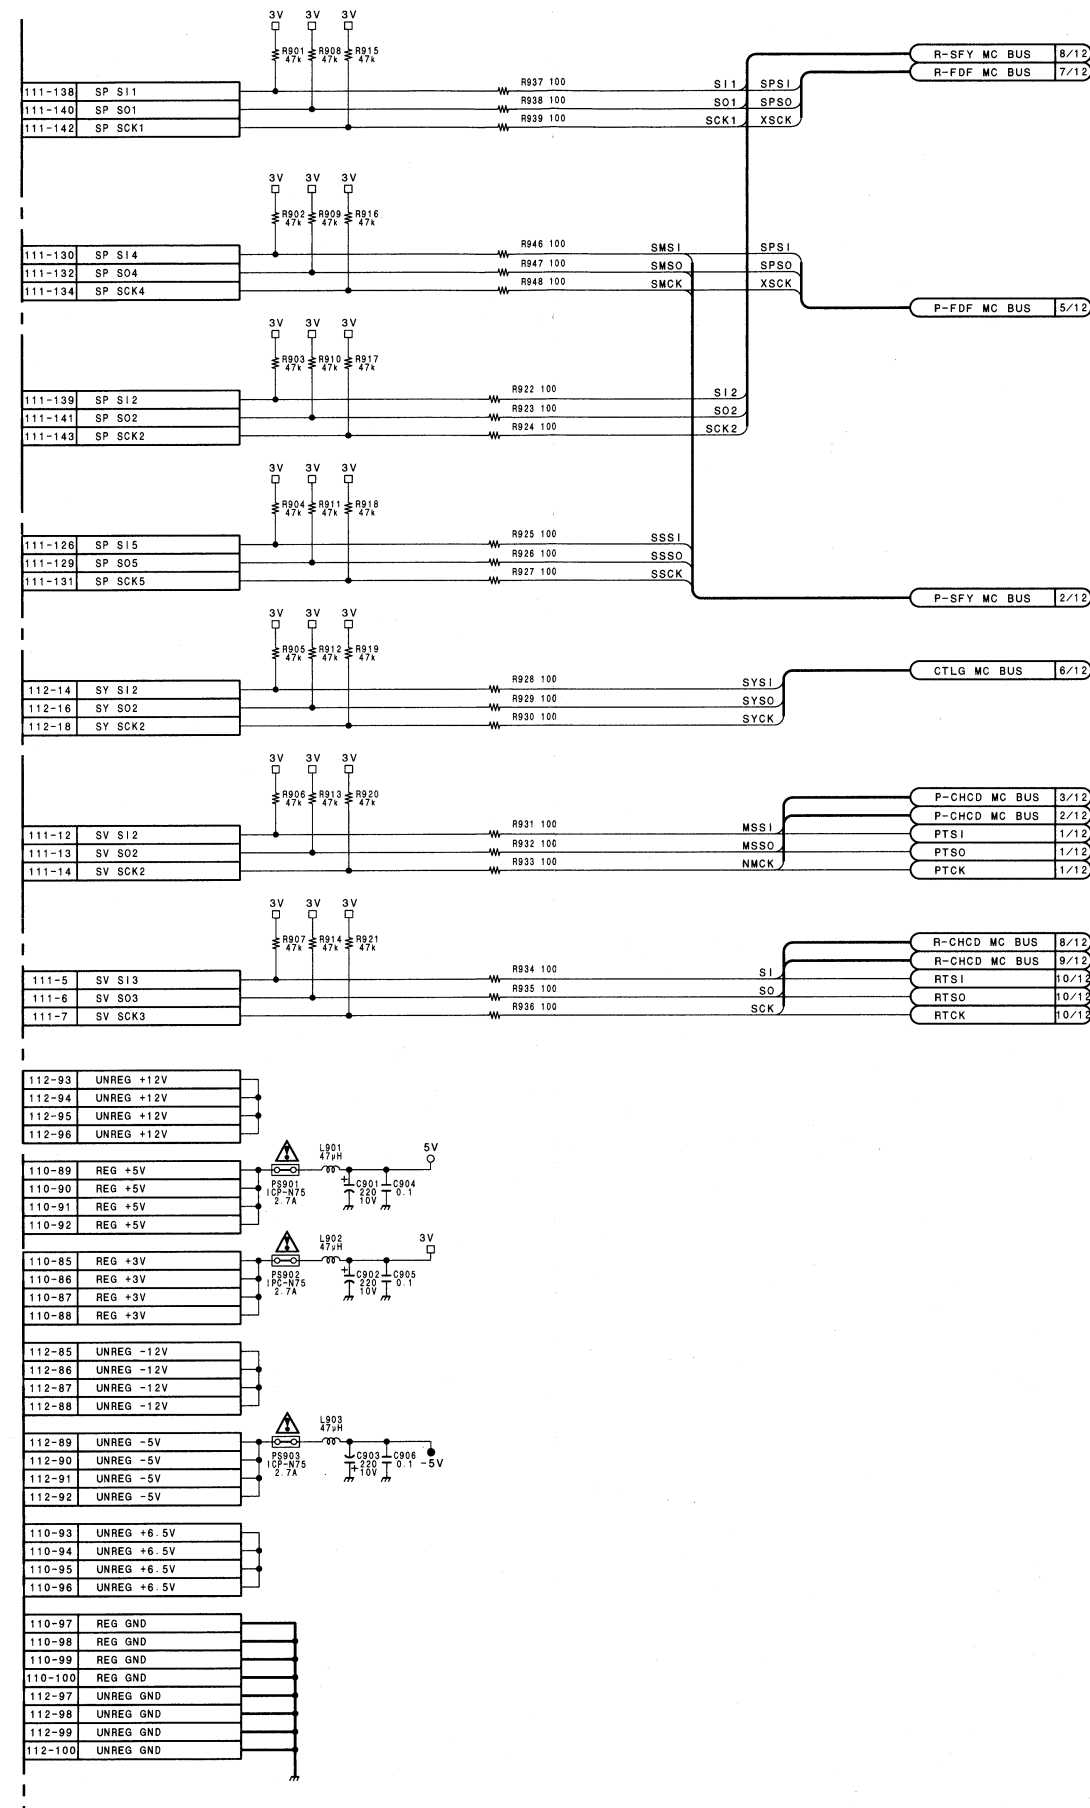 3V 3V 3V
R901 47k R908 47k R915 47k
R-SFY MC BUS 8/12
R-FDF MC BUS 7/12
111-138 SP SI1 R937 100 SI1 SPSI
111-140 SP SO1 R938 100 SO1 SPSO
111-142 SP SCK1 R939 100 SCK1 XSCK
3V 3V 3V
R902 47k R909 47k R916 47k
111-130 SP SI4 R946 100 SMSI SPSI
111-132 SP SO4 R947 100 SMSO SPSO
111-134 SP SCK4 R948 100 SMCK XSCK
P-FDF MC BUS 5/12
3V 3V 3V
R903 47k R910 47k R917 47k
111-139 SP SI2 R922 100 SI2
111-141 SP SO2 R923 100 SO2
111-143 SP SCK2 R924 100 SCK2
3V 3V 3V
R904 47k R911 47k R918 47k
111-126 SP SI5 R925 100 SSSI
111-129 SP SO5 R926 100 SSSO
111-131 SP SCK5 R927 100 SSCK
P-SFY MC BUS 2/12
3V 3V 3V
R905 47k R912 47k R919 47k
CTLG MC BUS 6/12
112-14 SY SI2 R928 100 SYSI
112-16 SY SO2 R929 100 SYSO
112-18 SY SCK2 R930 100 SYCK
3V 3V 3V
R906 47k R913 47k R920 47k
P-CHCD MC BUS 3/12
P-CHCD MC BUS 2/12
111-12 SV SI2 R931 100 MSSI PTSI 1/12
111-13 SV SO2 R932 100 MSSO PTSO 1/12
111-14 SV SCK2 R933 100 NMCK PTCK 1/12
3V 3V 3V
R907 47k R914 47k R921 47k
R-CHCD MC BUS 8/12
R-CHCD MC BUS 9/12
111-5 SV SI3 R934 100 SI RTSI 10/12
111-6 SV SO3 R935 100 SO RTSO 10/12
111-7 SV SCK3 R936 100 SCK RTCK 10/12
112-93 UNREG +12V
112-94 UNREG +12V
112-95 UNREG +12V
112-96 UNREG +12V
L901 47μH 5V
110-89 REG +5V
110-90 REG +5V PS901 ICP-N75 2.7A + C901 220 10V C904 0.1
110-91 REG +5V
110-92 REG +5V
L902 47μH 3V
110-85 REG +3V
110-86 REG +3V PS902 IPC-N75 2.7A + C902 220 10V C905 0.1
110-87 REG +3V
110-88 REG +3V
112-85 UNREG -12V
112-86 UNREG -12V
112-87 UNREG -12V
112-88 UNREG -12V
L903 47μH
112-89 UNREG -5V
112-90 UNREG -5V PS903 ICP-N75 2.7A + C903 220 10V C906 0.1 -5V
112-91 UNREG -5V
112-92 UNREG -5V
110-93 UNREG +6.5V
110-94 UNREG +6.5V
110-95 UNREG +6.5V
110-96 UNREG +6.5V
110-97 REG GND
110-98 REG GND
110-99 REG GND
110-100 REG GND
112-97 UNREG GND
112-98 UNREG GND
112-99 UNREG GND
112-100 UNREG GND